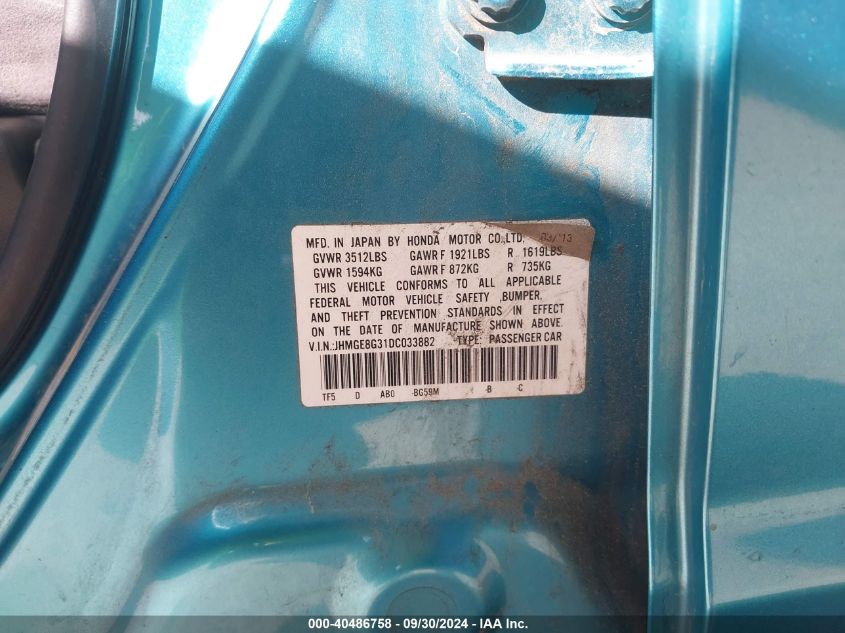 MFD. IN JAPAN BY HONDA MOTOR CO.,LTD. 03/'13
GVWR 3512LBS GAWR F 1921LBS R 1619LBS
GVWR 1594KG GAWR F 872KG R 735KG
THIS VEHICLE CONFORMS TO ALL APPLICABLE
FEDERAL MOTOR VEHICLE SAFETY ,BUMPER,
AND THEFT PREVENTION STANDARDS IN EFFECT
ON THE DATE OF MANUFACTURE SHOWN ABOVE.
V.I.N.:JHMGE8G31DC033882 TYPE: PASSENGER CAR
TF5 D AB0 -BG59M -B -C
000-40486758 - 09/30/2024 - IAA Inc.